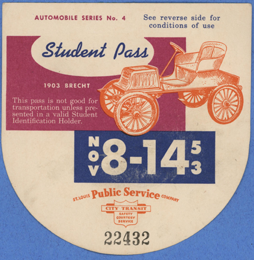 AUTOMOBILE SERIES No. 4
See reverse side for
conditions of use
Student Pass
1903 BRECHT
This pass is not good for
transportation unless pre-
sented in a valid Student
Identification Holder.
NOV 8-14 53
Public Service
CITY TRANSIT
22432